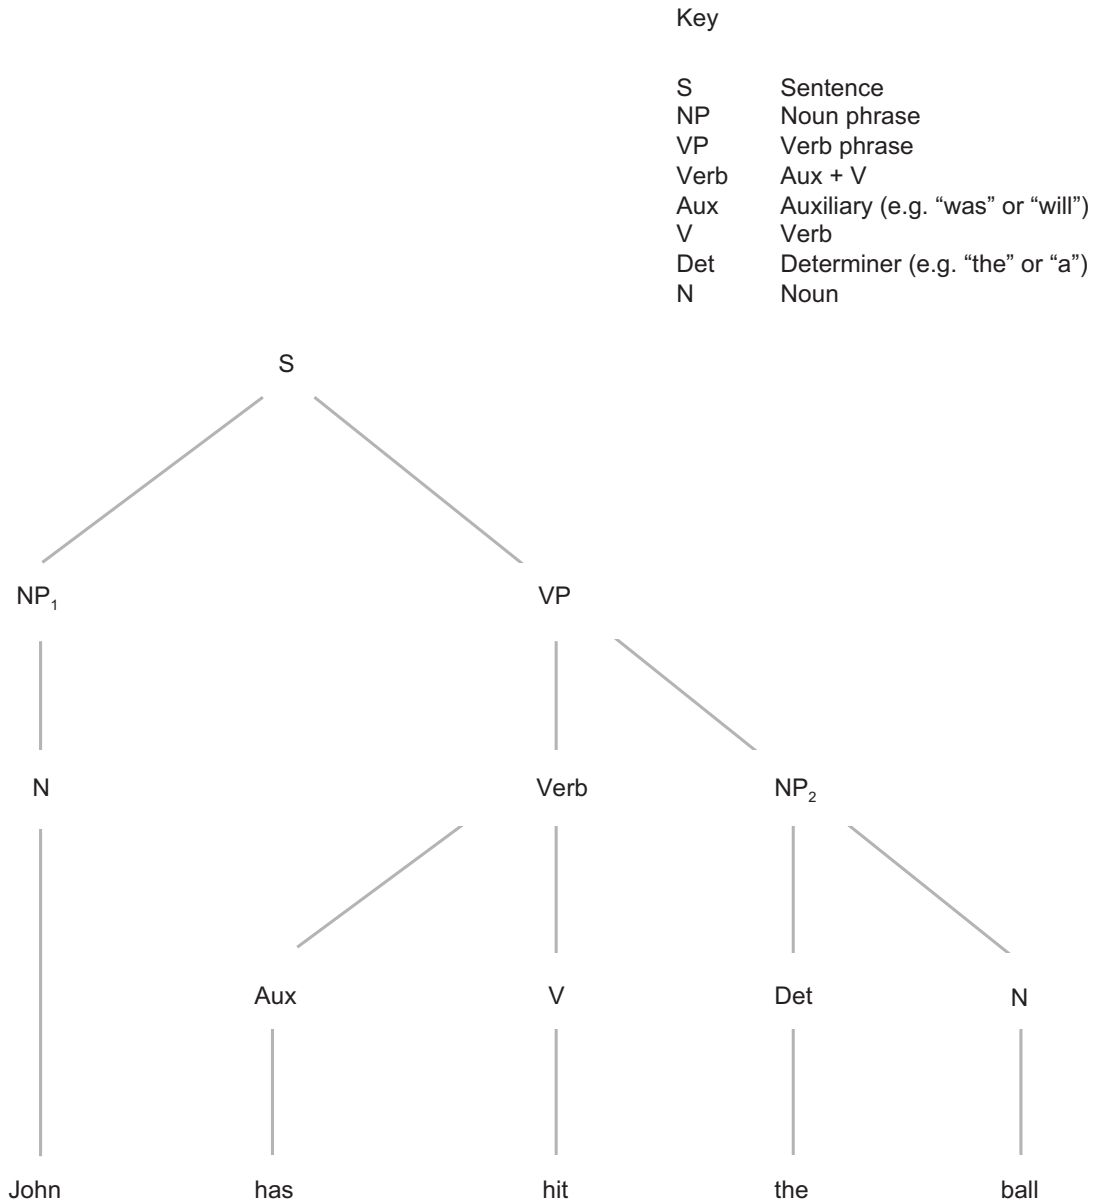 Key
S Sentence
NP Noun phrase
VP Verb phrase
Verb Aux + V
Aux Auxiliary (e.g. “was” or “will”)
V Verb
Det Determiner (e.g. “the” or “a”)
N Noun
S
NP₁ VP
N Verb NP₂
Aux V Det N
John has hit the ball